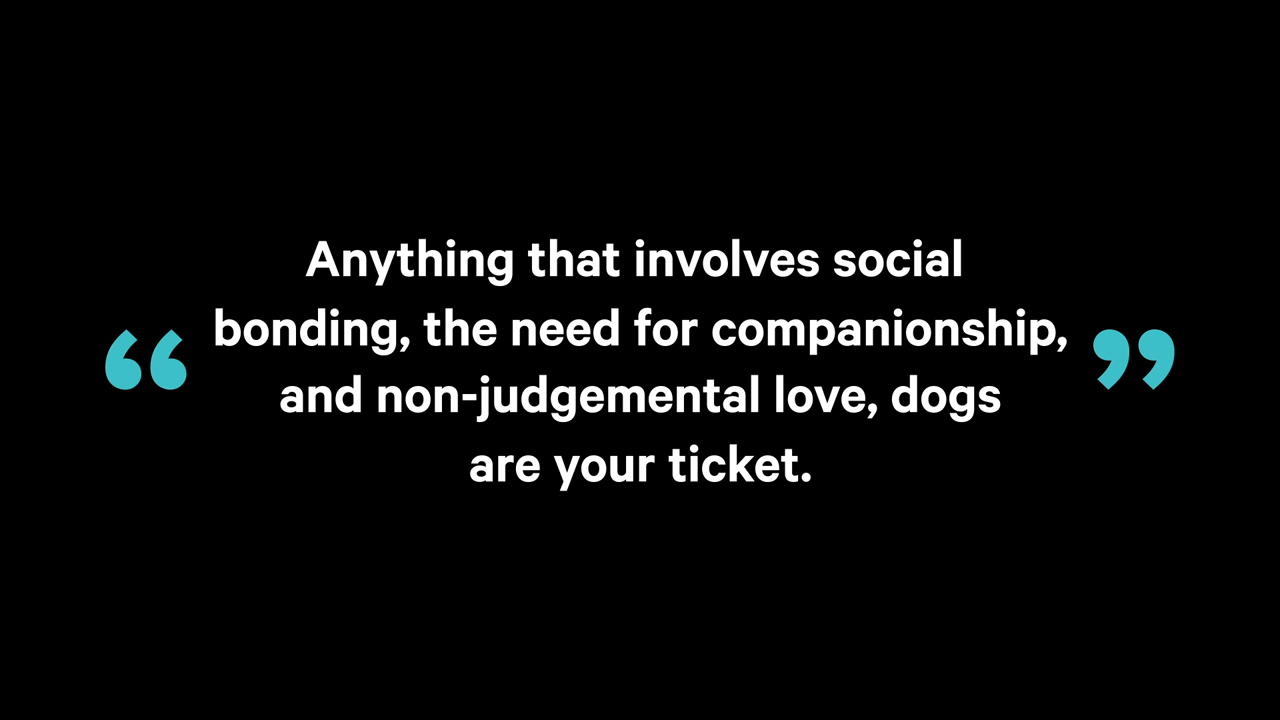 Anything that involves social
“ bonding, the need for companionship, ”
and non-judgemental love, dogs
are your ticket.